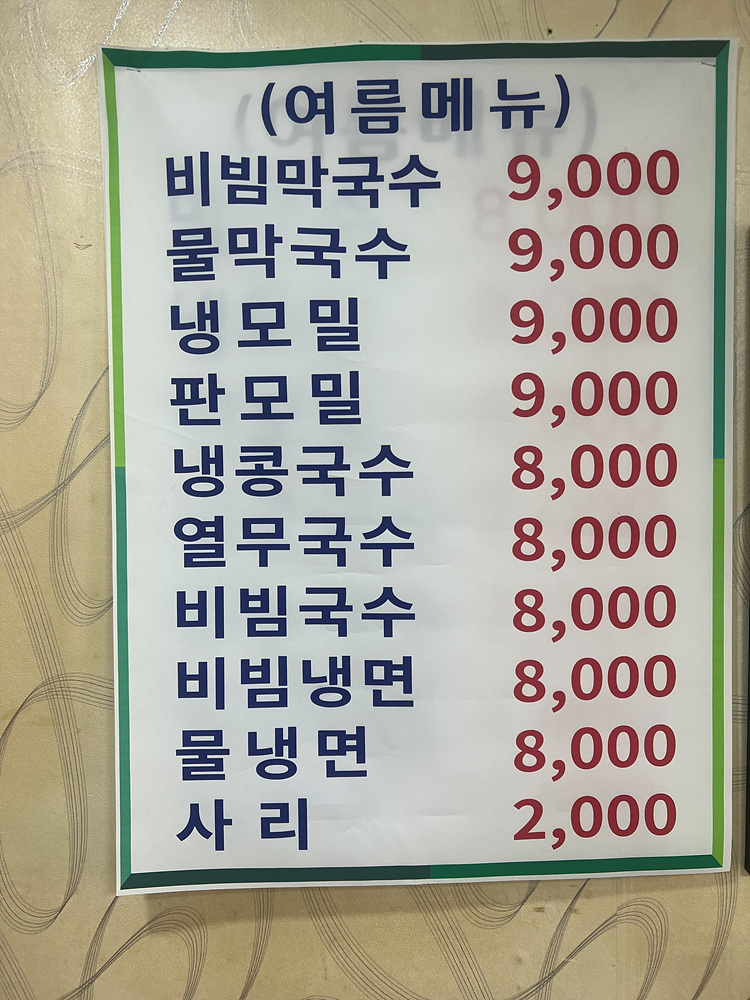 (여름메뉴)
비빔막국수 9,000
물막국수 9,000
냉모밀 9,000
판모밀 9,000
냉콩국수 8,000
열무국수 8,000
비빔국수 8,000
비빔냉면 8,000
물냉면 8,000
사리 2,000